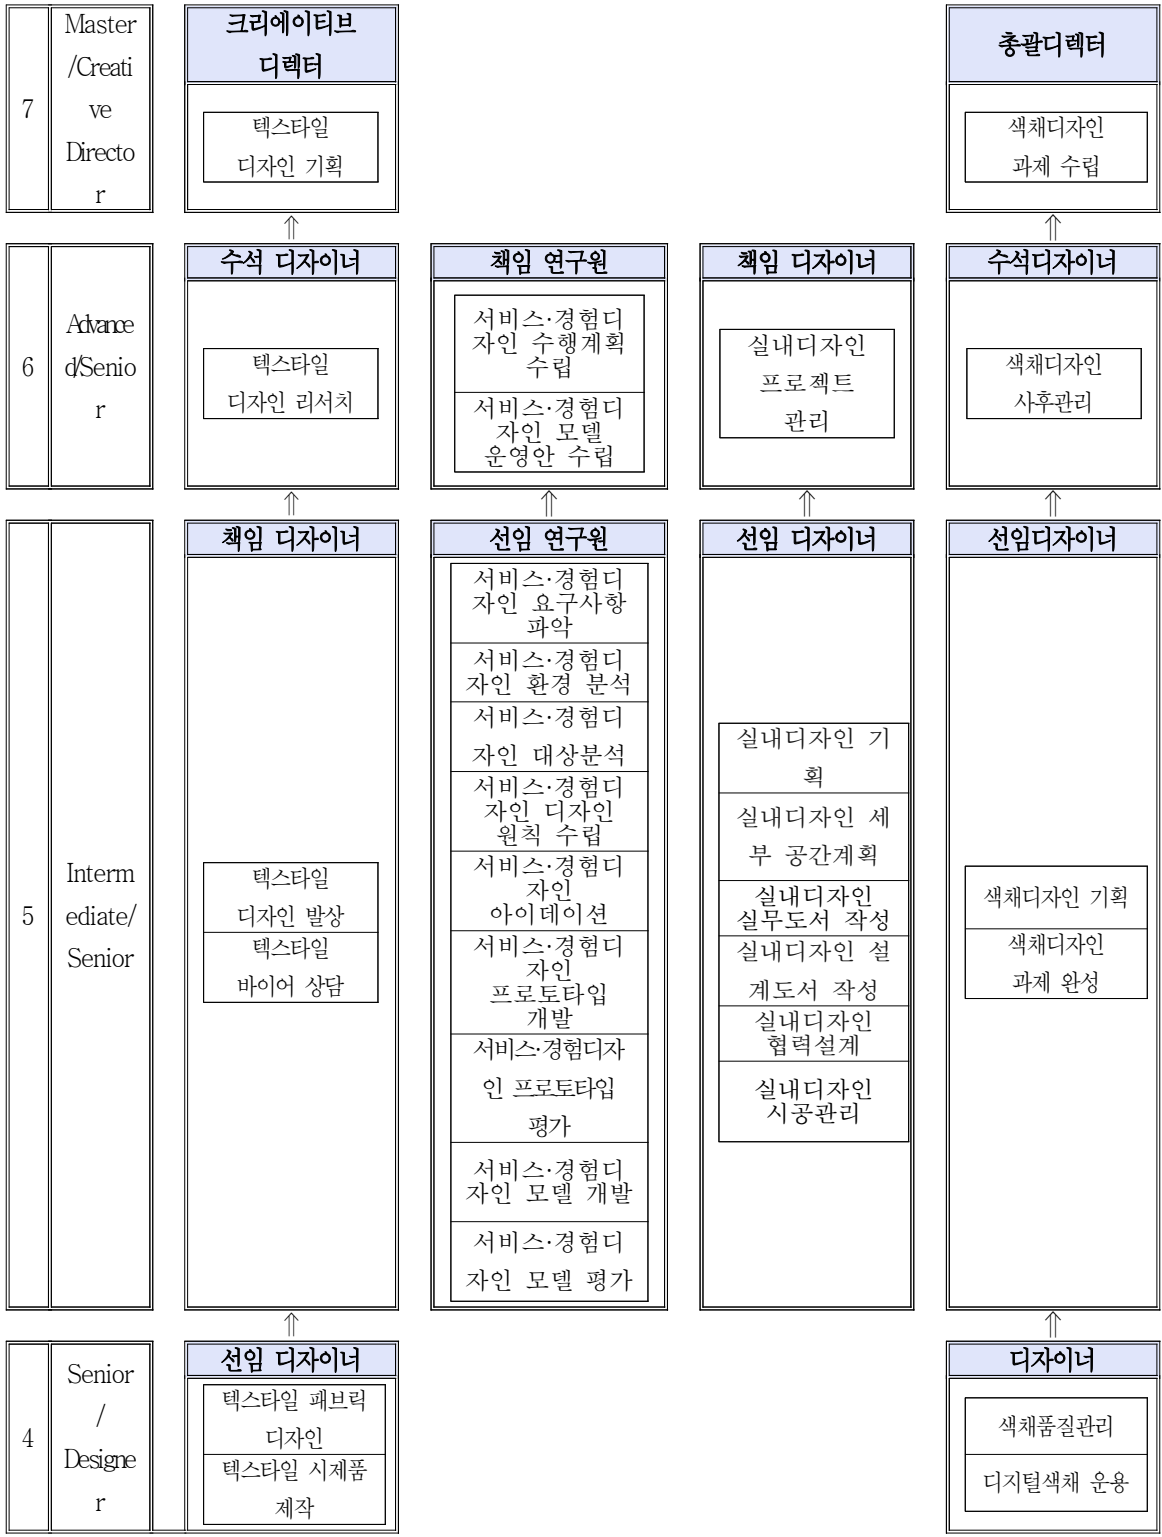 7
Master
/Creati
ve
Directo
r
크리에이티브
디렉터
텍스타일
디자인 기획
총괄디렉터
색채디자인
과제 수립
⇑
⇑
6
Advance
d/Senio
r
수석 디자이너
텍스타일
디자인 리서치
책임 연구원
서비스·경험디
자인 수행계획
수립
서비스·경험디
자인 모델
운영안 수립
책임 디자이너
실내디자인
프로젝트
관리
수석디자이너
색채디자인
사후관리
⇑
⇑
⇑
⇑
5
Interm
ediate/
Senior
책임 디자이너
텍스타일
디자인 발상
텍스타일
바이어 상담
선임 연구원
서비스·경험디
자인 요구사항
파악
서비스·경험디
자인 환경 분석
서비스·경험디
자인 대상분석
서비스·경험디
자인 디자인
원칙 수립
서비스·경험디
자인
아이데이션
서비스·경험디
자인
프로토타입
개발
서비스·경험디자
인 프로토타입
평가
서비스·경험디
자인 모델 개발
서비스·경험디
자인 모델 평가
선임 디자이너
실내디자인 기
획
실내디자인 세
부 공간계획
실내디자인
실무도서 작성
실내디자인 설
계도서 작성
실내디자인
협력설계
실내디자인
시공관리
선임디자이너
색채디자인 기획
색채디자인
과제 완성
⇑
⇑
4
Senior
/
Designe
r
선임 디자이너
텍스타일 패브릭
디자인
텍스타일 시제품
제작
디자이너
색채품질관리
디지털색채 운용